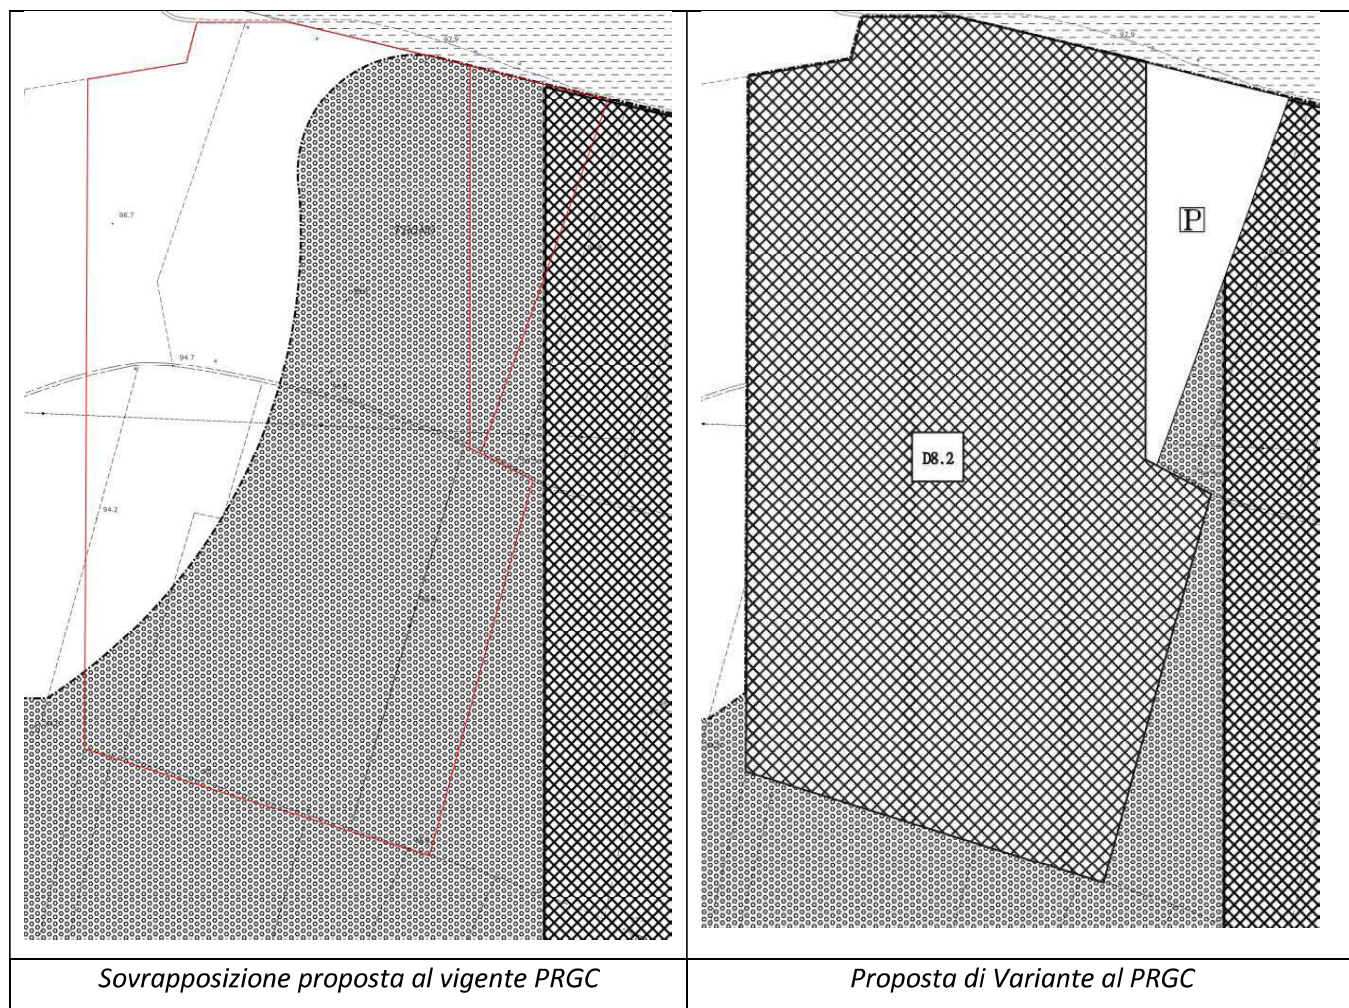 97.9
96.7
94.7
94.2
Sovrapposizione proposta al vigente PRGC
97.9
P
D8.2
Proposta di Variante al PRGC